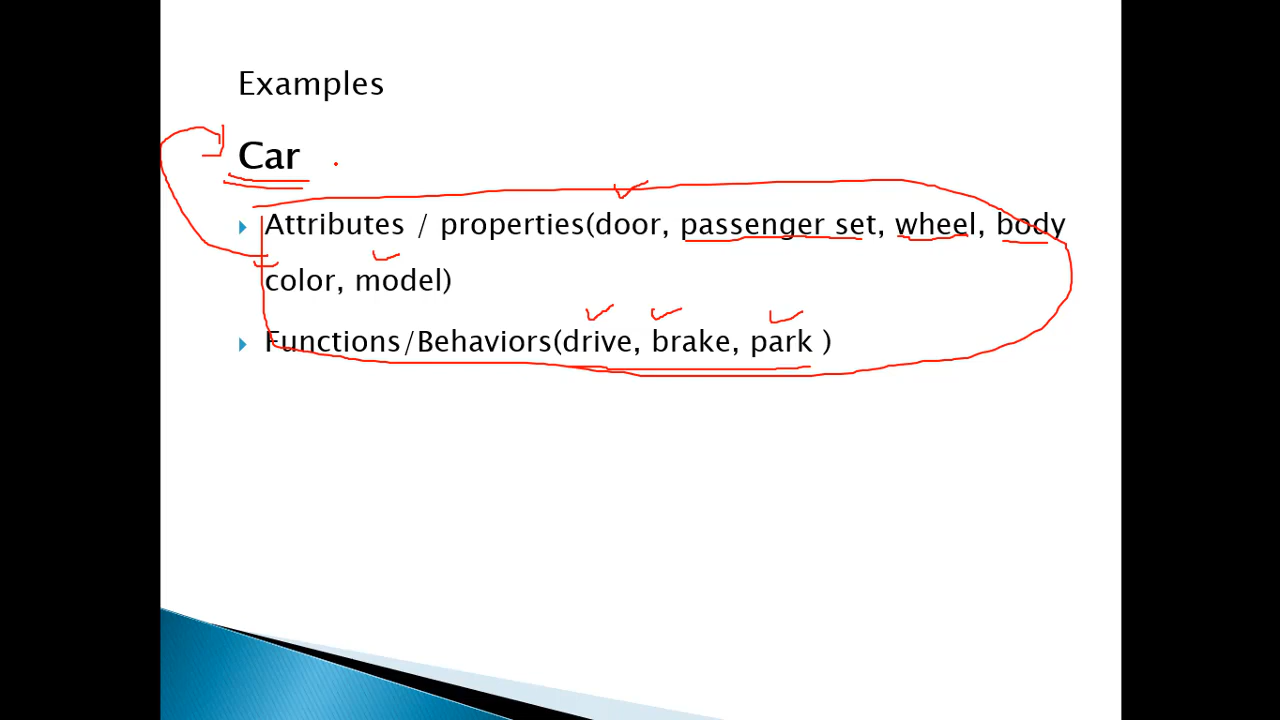 Examples
Car
Attributes / properties(door, passenger set, wheel, body
color, model)
Functions/Behaviors(drive, brake, park )